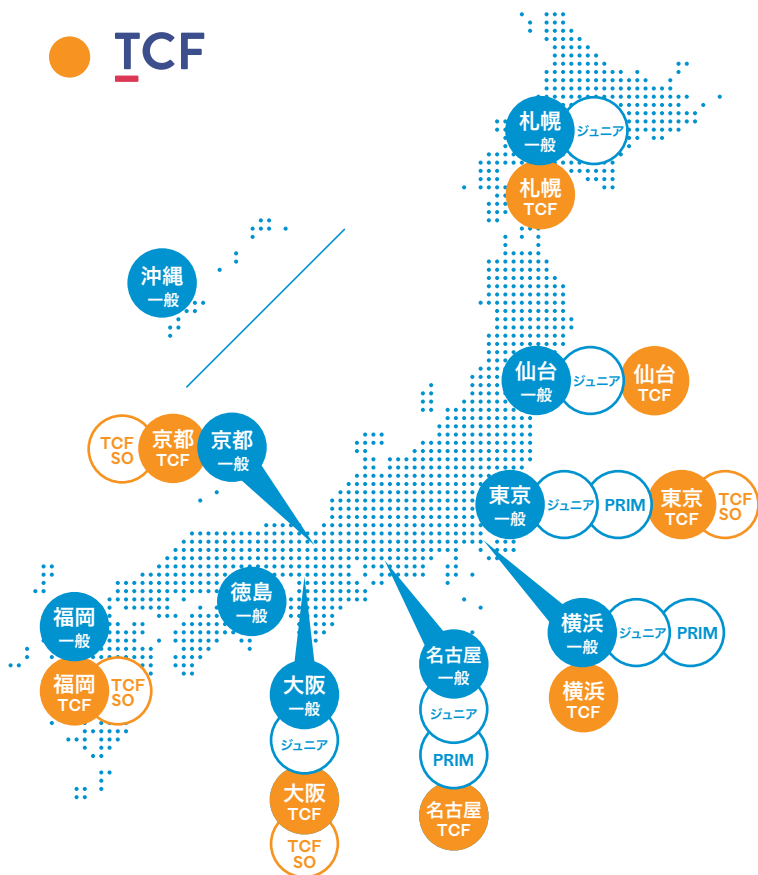 TCF
札幌
一般
ジュニア
札幌
TCF
沖縄
一般
仙台
一般
ジュニア
仙台
TCF
TCF
SO
京都
TCF
京都
一般
東京
一般
ジュニア
PRIM
東京
TCF
TCF
SO
徳島
一般
福岡
一般
福岡
TCF
TCF
SO
横浜
一般
ジュニア
PRIM
横浜
TCF
名古屋
一般
ジュニア
PRIM
名古屋
TCF
大阪
一般
ジュニア
大阪
TCF
TCF
SO